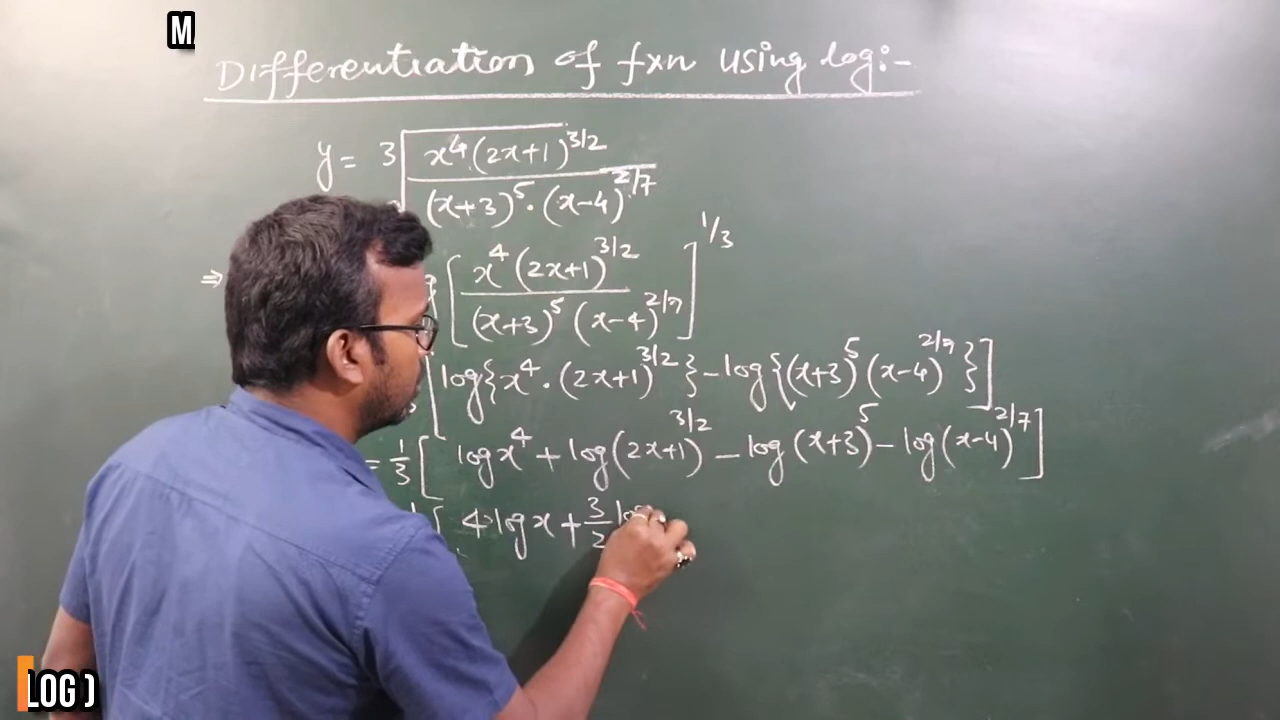 MA
Differentiation of fxn using log:-
y = 3√ x⁴(2x+1)^3/2 / (x+3)⁵·(x-4)^2/7
⇒ [ x⁴(2x+1)^3/2 / (x+3)⁵ (x-4)^2/7 ]^1/3
[log{x⁴·(2x+1)^3/2} - log{(x+3)⁵(x-4)^2/7}]
= 1/3 [ log x⁴ + log(2x+1)^3/2 - log(x+3)⁵ - log(x-4)^2/7 ]
[ 4 log x + 3/2 log
LOG )